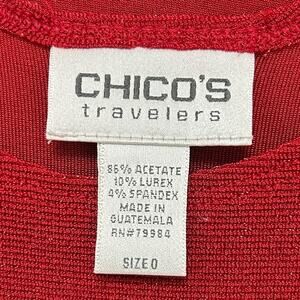 CHICO'S
travelers
86% ACETATE
10% LUREX
4% SPANDEX
MADE IN
GUATEMALA
RN#79984
SIZE 0